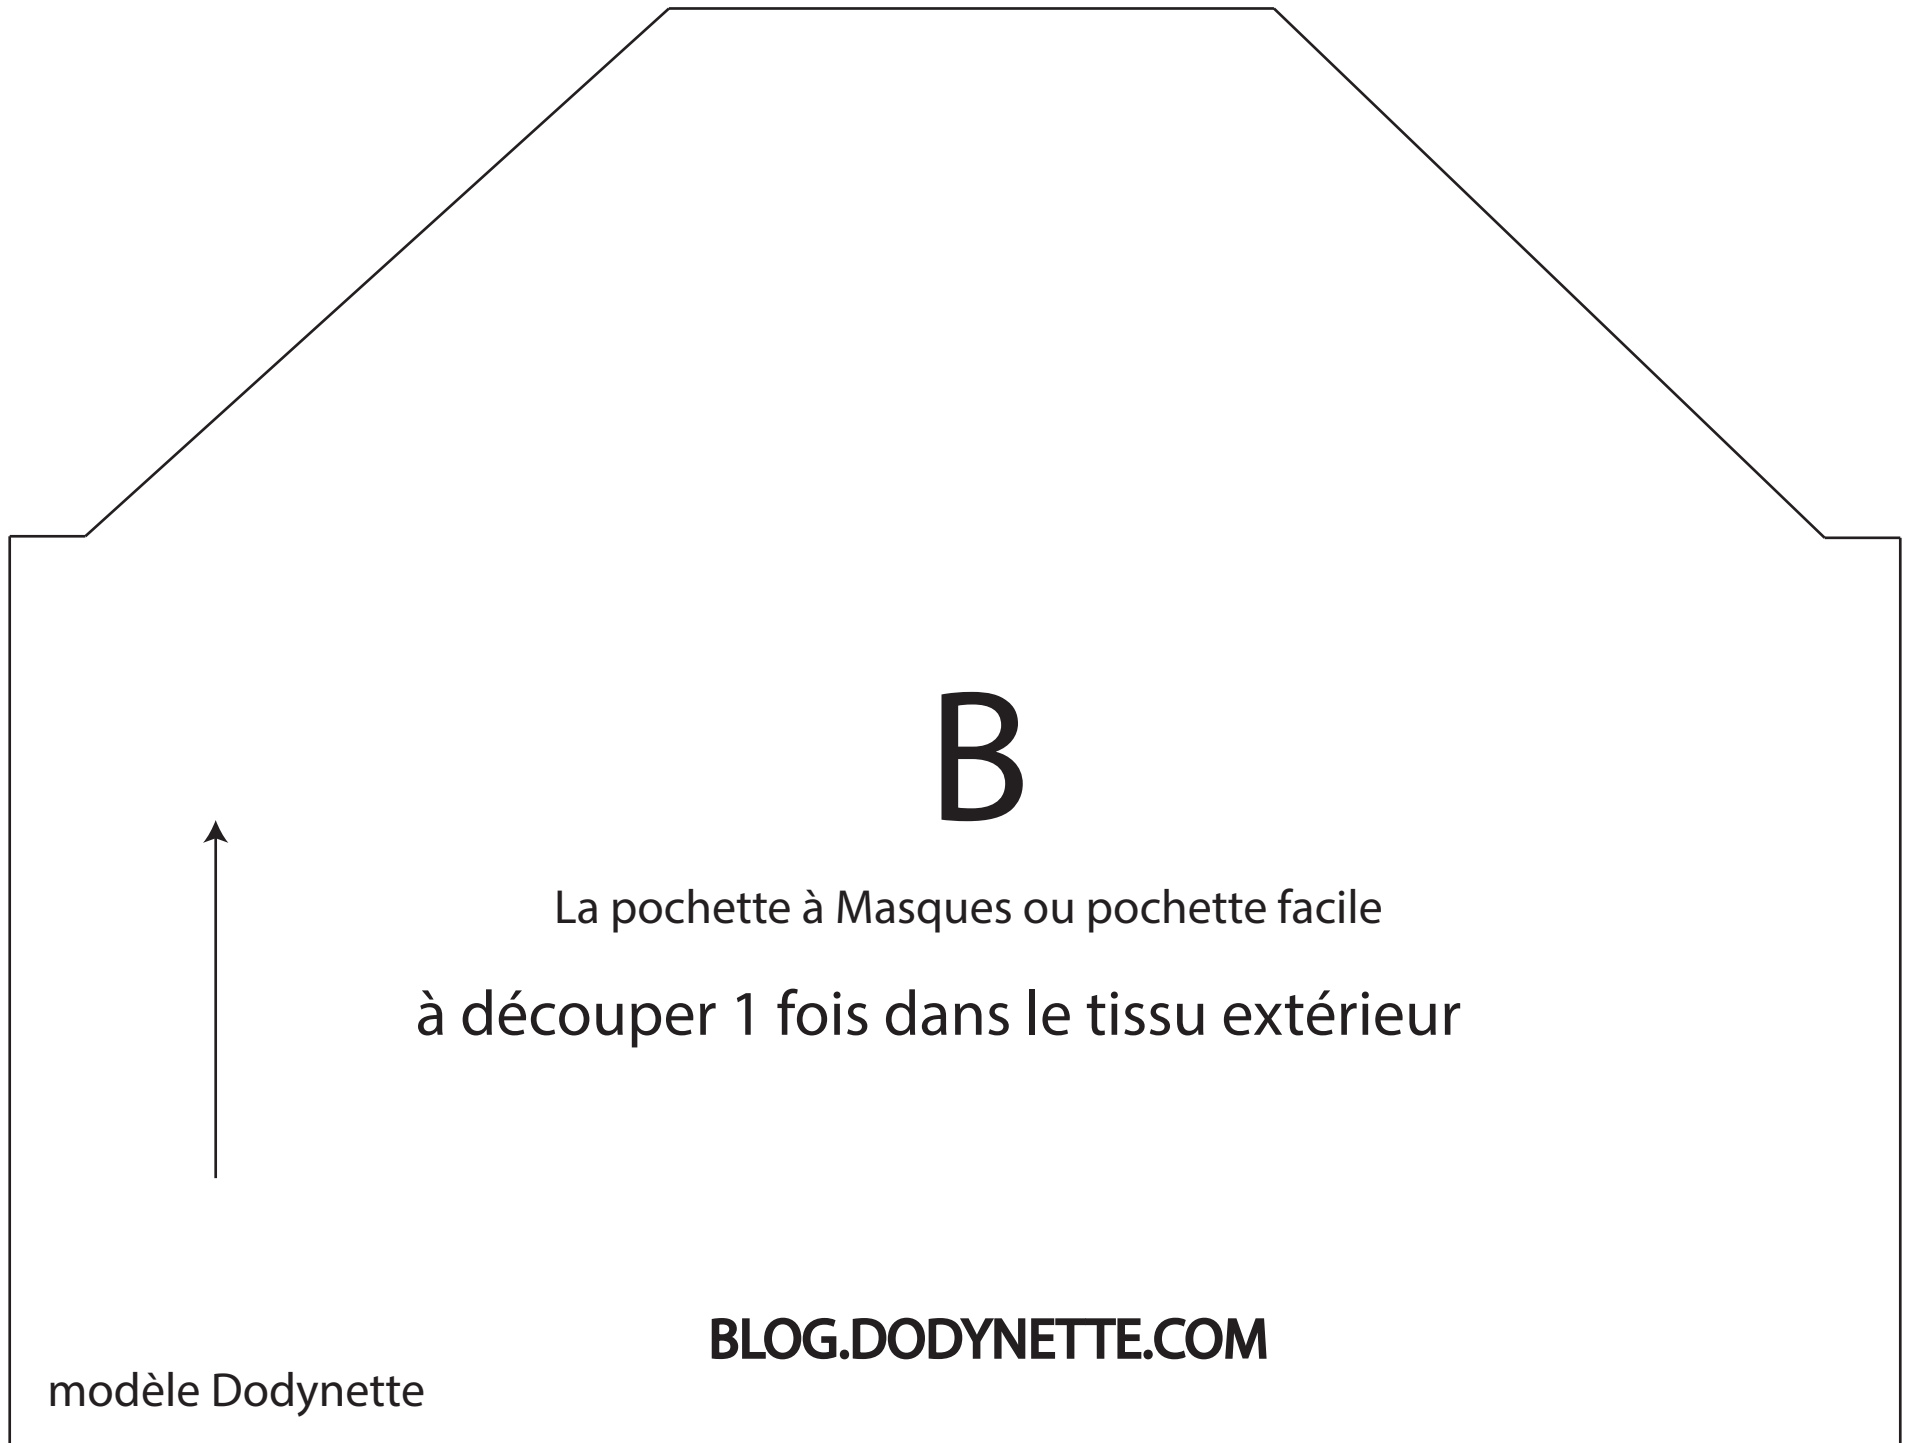 B
La pochette à Masques ou pochette facile
à découper 1 fois dans le tissu extérieur
BLOG.DODYNETTE.COM
modèle Dodynette